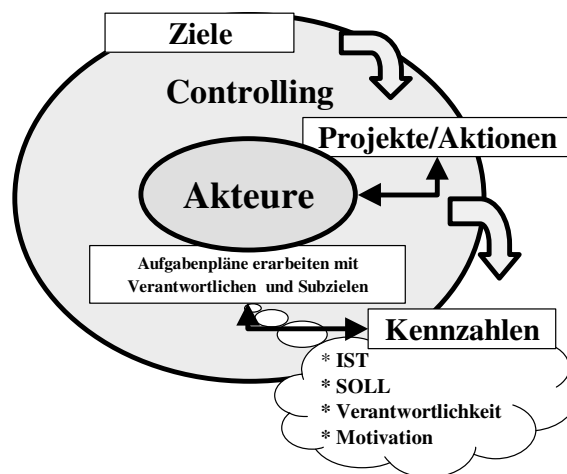 Ziele
Controlling
Projekte/Aktionen
Akteure
Aufgabenpläne erarbeiten mit
Verantwortlichen und Subzielen
Kennzahlen
* IST
* SOLL
* Verantwortlichkeit
* Motivation